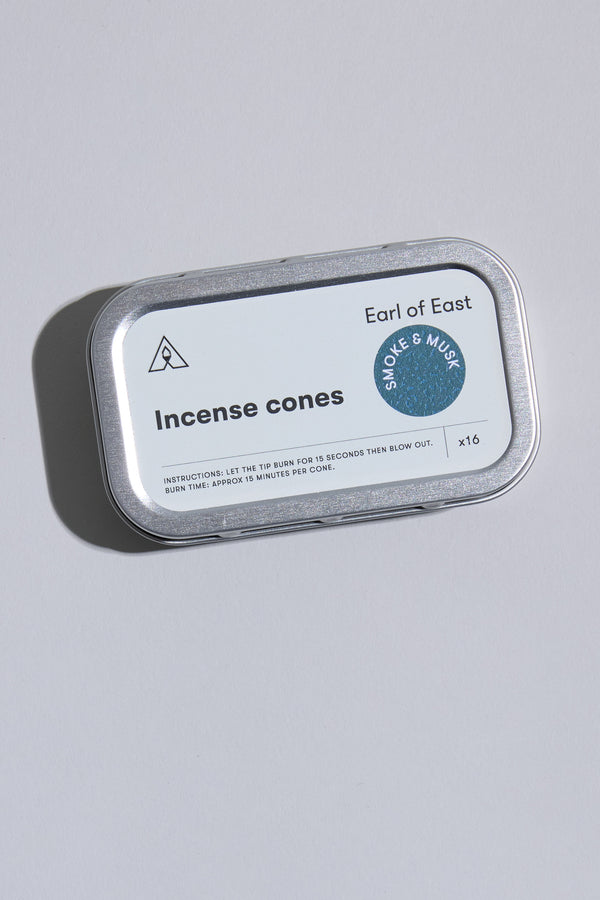 Earl of East
SMOKE & MUSK
Incense cones
INSTRUCTIONS: LET THE TIP BURN FOR 15 SECONDS THEN BLOW OUT.
BURN TIME: APPROX 15 MINUTES PER CONE.
x16